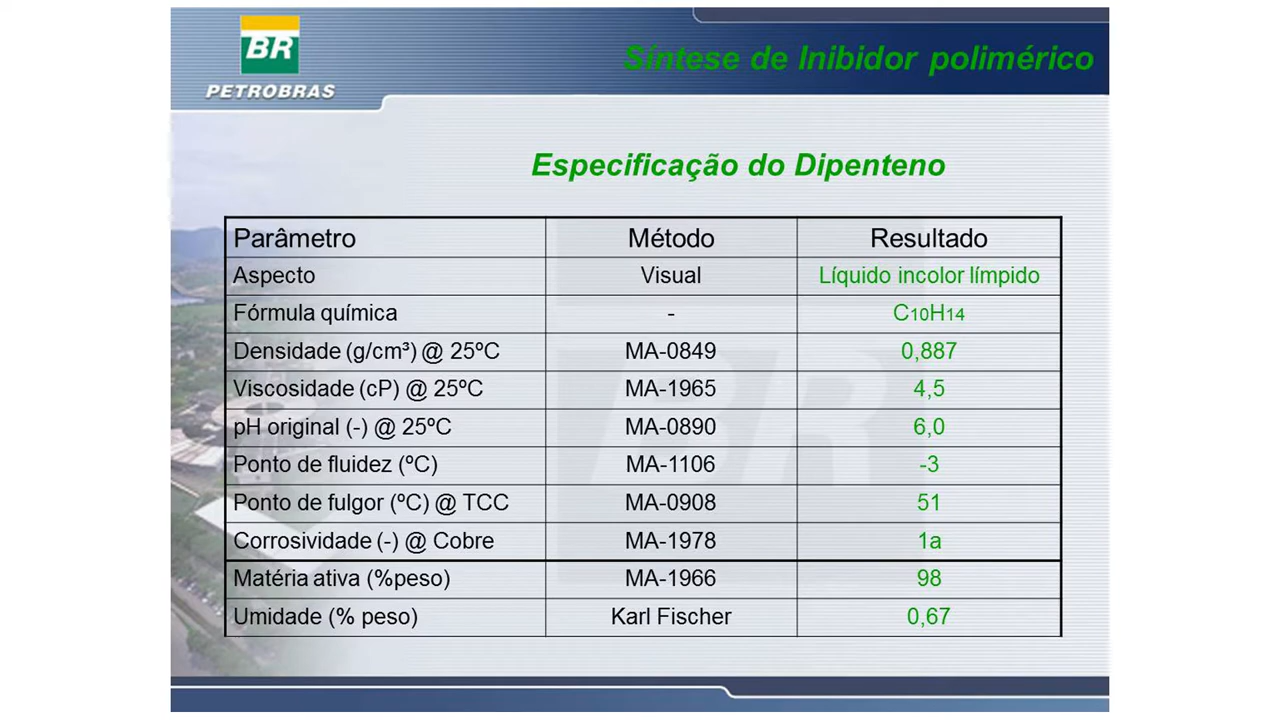 BR
PETROBRAS
Síntese de Inibidor polimérico
Especificação do Dipenteno
Parâmetro Método Resultado
Aspecto Visual Líquido incolor límpido
Fórmula química - C10H14
Densidade (g/cm³) @ 25ºC MA-0849 0,887
Viscosidade (cP) @ 25ºC MA-1965 4,5
pH original (-) @ 25ºC MA-0890 6,0
Ponto de fluidez (ºC) MA-1106 -3
Ponto de fulgor (ºC) @ TCC MA-0908 51
Corrosividade (-) @ Cobre MA-1978 1a
Matéria ativa (%peso) MA-1966 98
Umidade (% peso) Karl Fischer 0,67
BR